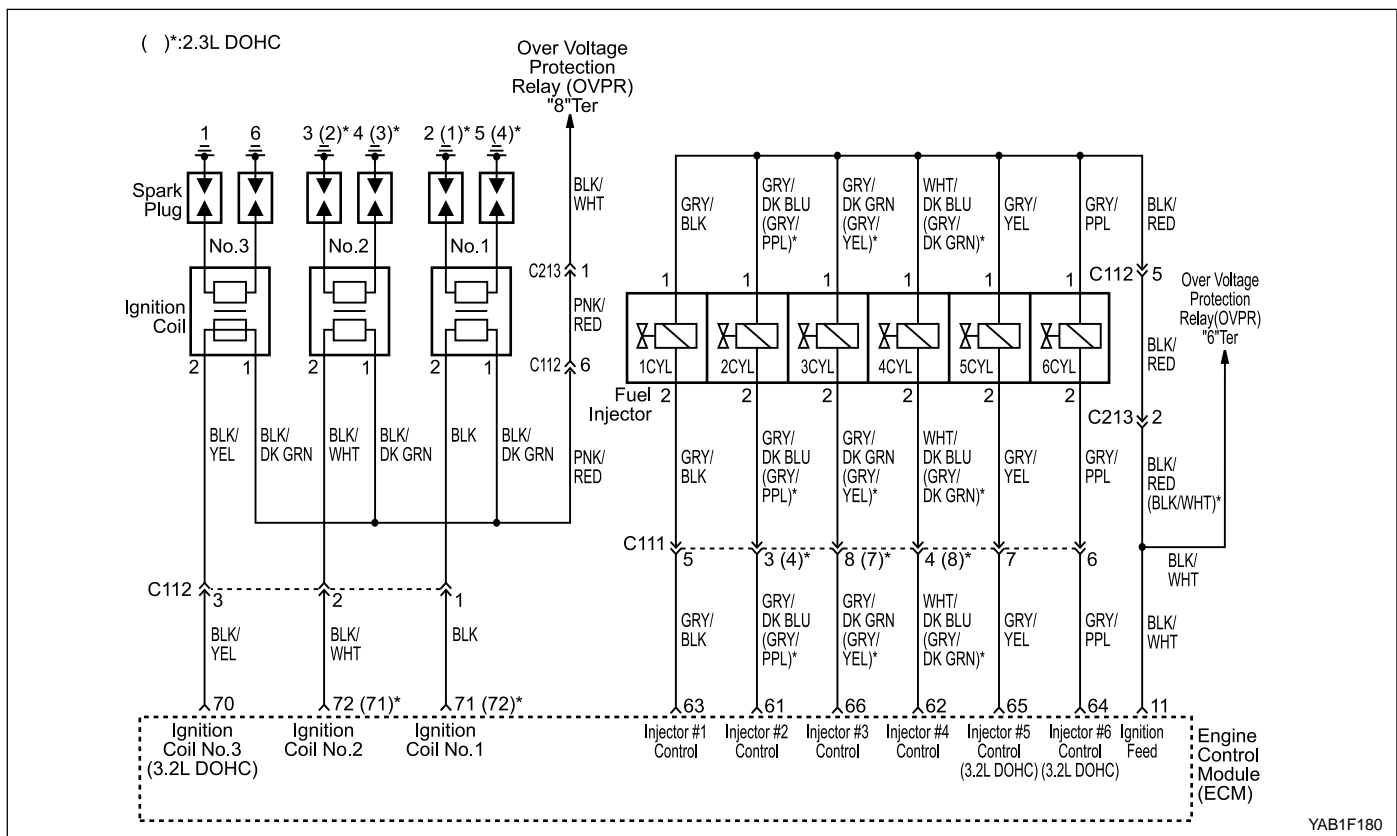 ( )*:2.3L DOHC
Over Voltage
Protection
Relay (OVPR)
"8"Ter
1 6 3 (2)* 4 (3)* 2 (1)* 5 (4)*
Spark
Plug
No.3 No.2 No.1
Ignition
Coil
2 1 2 1 2 1
BLK/
WHT
C213 1
PNK/
RED
C112 6
PNK/
RED
BLK/
YEL
BLK/
DK GRN
BLK/
WHT
BLK/
DK GRN
BLK
BLK/
DK GRN
C112 3 2 1
BLK/
YEL
BLK/
WHT
BLK
70 72 (71)* 71 (72)*
Ignition
Coil No.3
(3.2L DOHC)
Ignition
Coil No.2
Ignition
Coil No.1
GRY/
BLK
GRY/
DK BLU
(GRY/
PPL)*
GRY/
DK GRN
(GRY/
YEL)*
WHT/
DK BLU
(GRY/
DK GRN)*
GRY/
YEL
GRY/
PPL
BLK/
RED
1 1 1 1 1 1
C112 5
Over Voltage
Protection
Relay(OVPR)
"6"Ter
1CYL 2CYL 3CYL 4CYL 5CYL 6CYL
BLK/
RED
Fuel
Injector
2 2 2 2 2 2
C213 2
GRY/
BLK
GRY/
DK BLU
(GRY/
PPL)*
GRY/
DK GRN
(GRY/
YEL)*
WHT/
DK BLU
(GRY/
DK GRN)*
GRY/
YEL
GRY/
PPL
BLK/
RED
(BLK/WHT)*
C111 5 3 (4)* 8 (7)* 4 (8)* 7 6
BLK/
WHT
GRY/
BLK
GRY/
DK BLU
(GRY/
PPL)*
GRY/
DK GRN
(GRY/
YEL)*
WHT/
DK BLU
(GRY/
DK GRN)*
GRY/
YEL
GRY/
PPL
BLK/
WHT
63 61 66 62 65 64 11
Injector #1
Control
Injector #2
Control
Injector #3
Control
Injector #4
Control
Injector #5
Control
(3.2L DOHC)
Injector #6
Control
(3.2L DOHC)
Ignition
Feed
Engine
Control
Module
(ECM)
YAB1F180